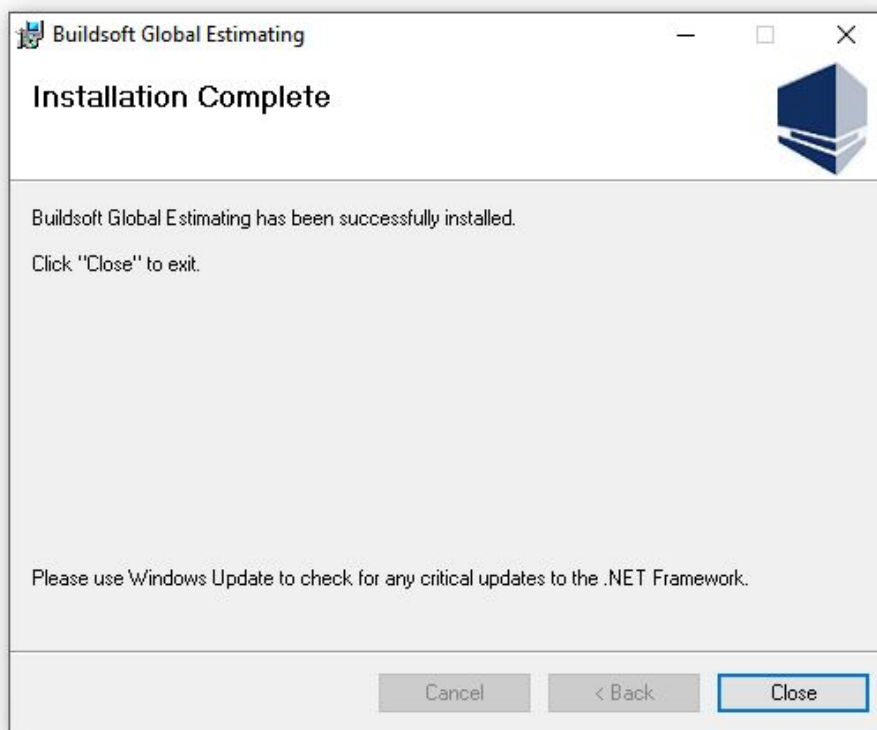 Buildsoft Global Estimating
Installation Complete
Buildsoft Global Estimating has been successfully installed.
Click "Close" to exit.
Please use Windows Update to check for any critical updates to the .NET Framework.
Cancel
< Back
Close